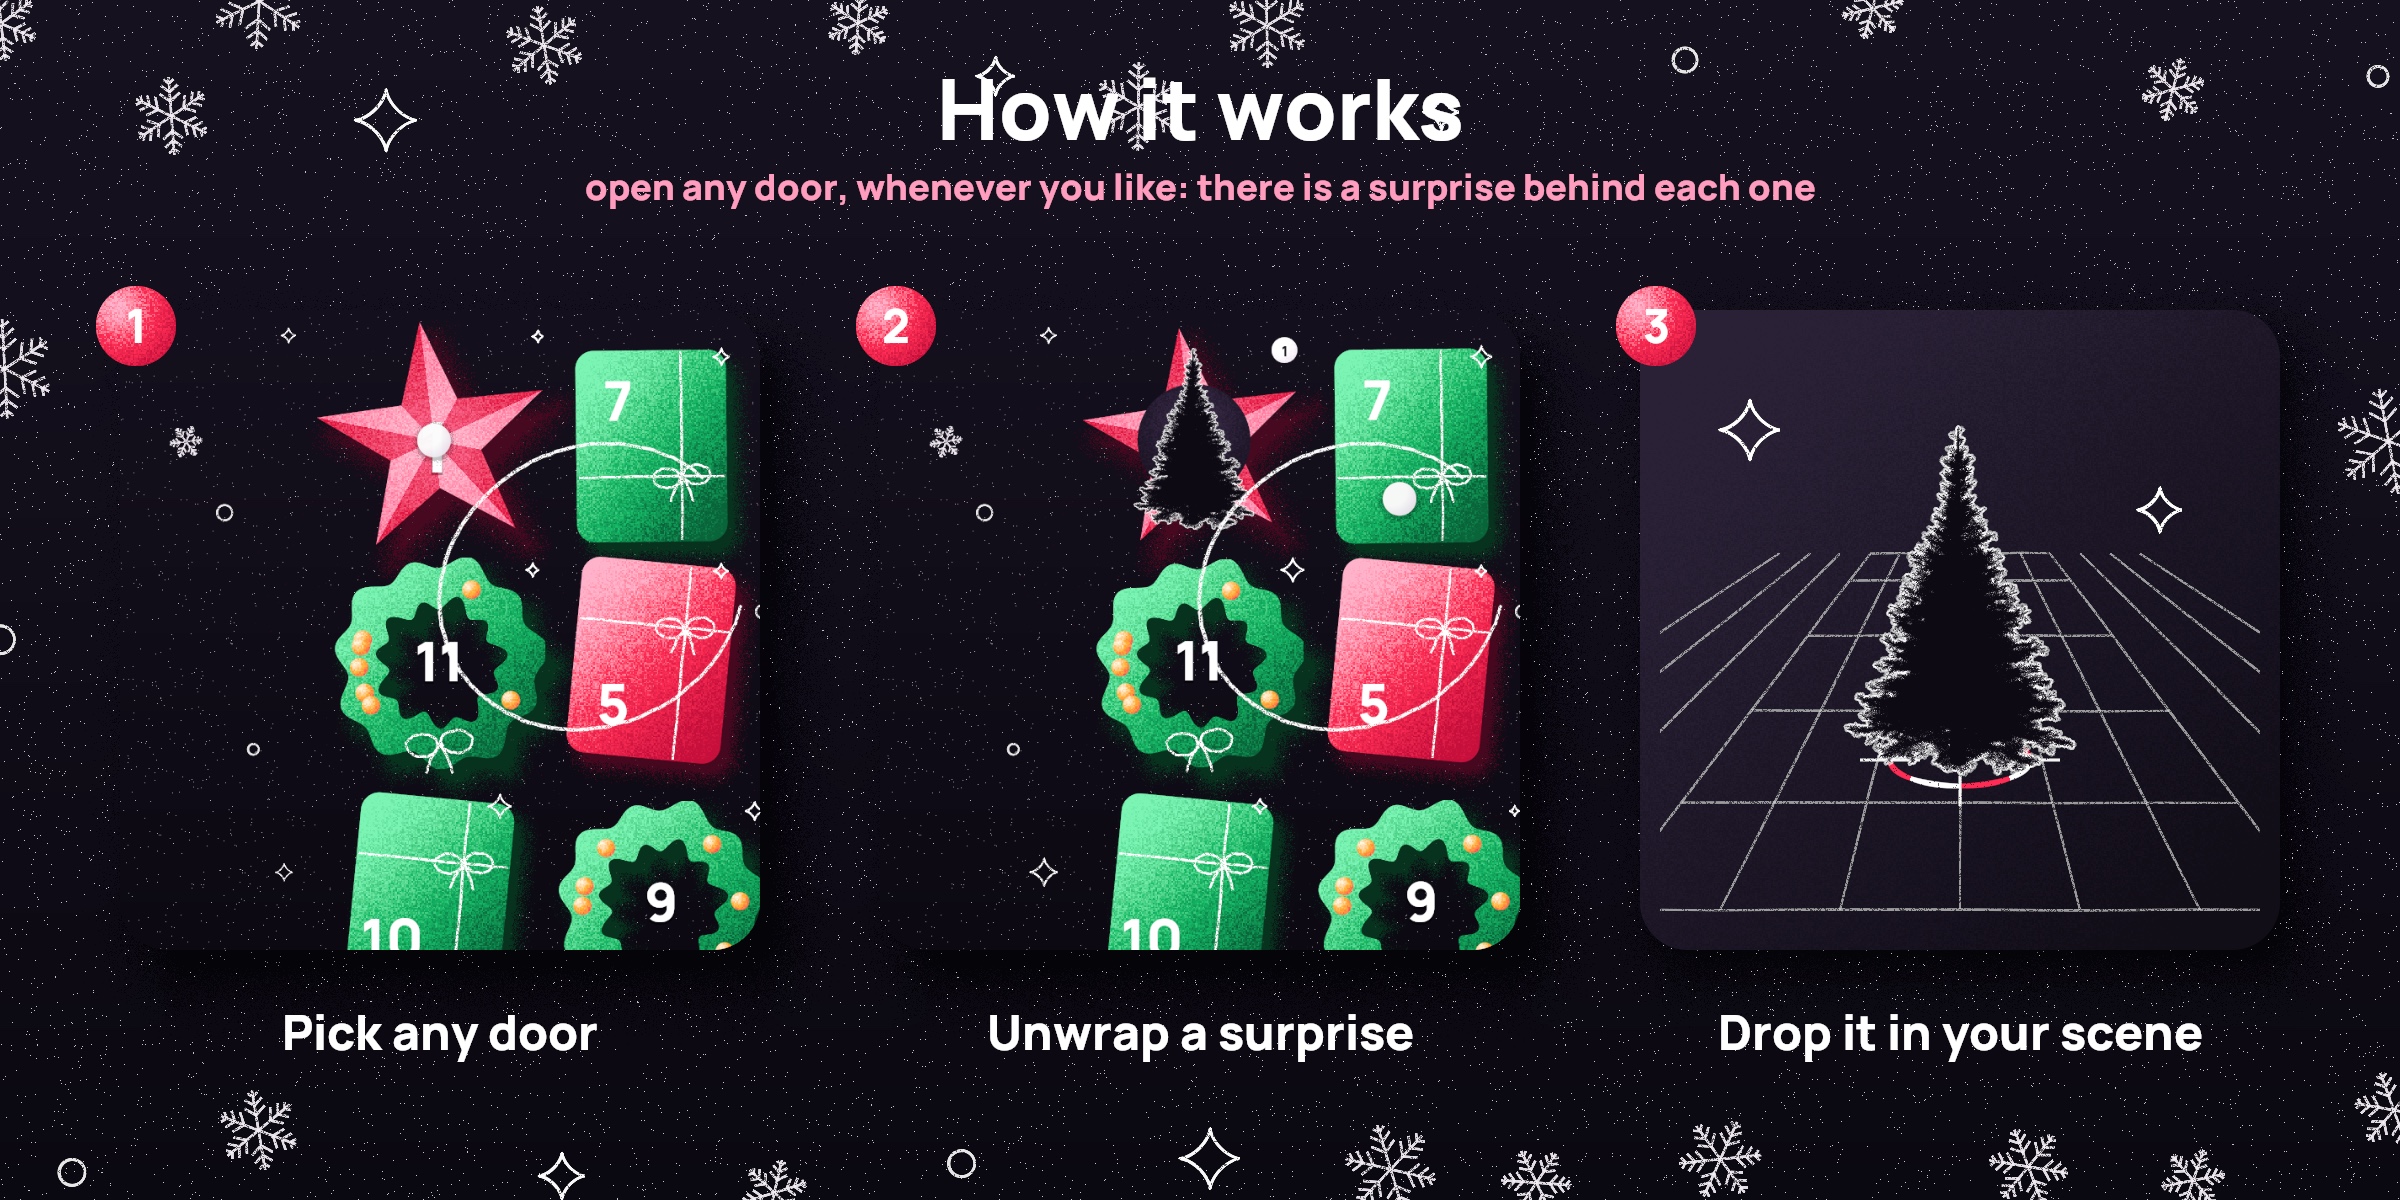 How it works
open any door, whenever you like: there is a surprise behind each one
1
7
11
5
10
9
2
1
7
11
5
10
9
3
Pick any door
Unwrap a surprise
Drop it in your scene